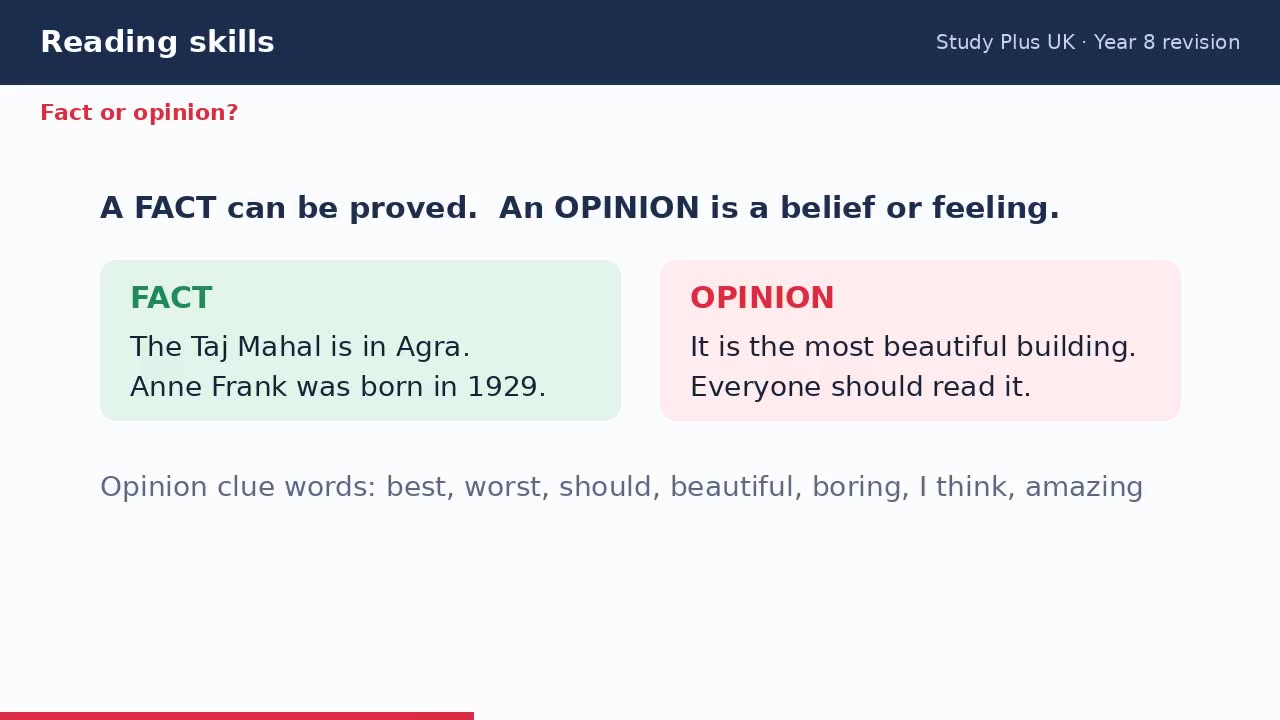 Reading skills
Study Plus UK · Year 8 revision
Fact or opinion?
A FACT can be proved.  An OPINION is a belief or feeling.
FACT
The Taj Mahal is in Agra.
Anne Frank was born in 1929.
OPINION
It is the most beautiful building.
Everyone should read it.
Opinion clue words: best, worst, should, beautiful, boring, I think, amazing